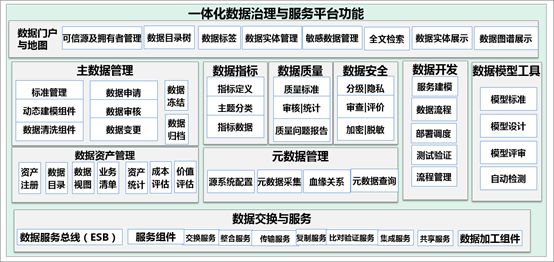 一体化数据治理与服务平台功能
数据门户
与地图
可信源及拥有者管理
数据目录树
数据标签
数据实体管理
敏感数据管理
全文检索
数据实体展示
数据图谱展示
主数据管理
标准管理
动态建模组件
数据清洗组件
数据申请
数据审核
数据变更
数据
冻结
数据
归档
数据指标
指标定义
主题分类
指标数据
数据质量
质量标准
审核|统计
质量问题报告
数据安全
分级|隐私
审查|评价
加密|脱敏
数据开发
服务建模
数据流程
部署调度
测试验证
流程管理
数据模型工具
模型标准
模型设计
模型评审
自动检测
数据资产管理
资产
注册
数据
目录
数据
视图
业务
清单
资产
统计
成本
评估
价值
评估
元数据管理
源系统配置
元数据采集
血缘关系
元数据查询
数据交换与服务
数据服务总线（ESB）
服务组件
交换服务
整合服务
传输服务
复制服务
比对验证服务
集成服务
共享服务
数据加工组件